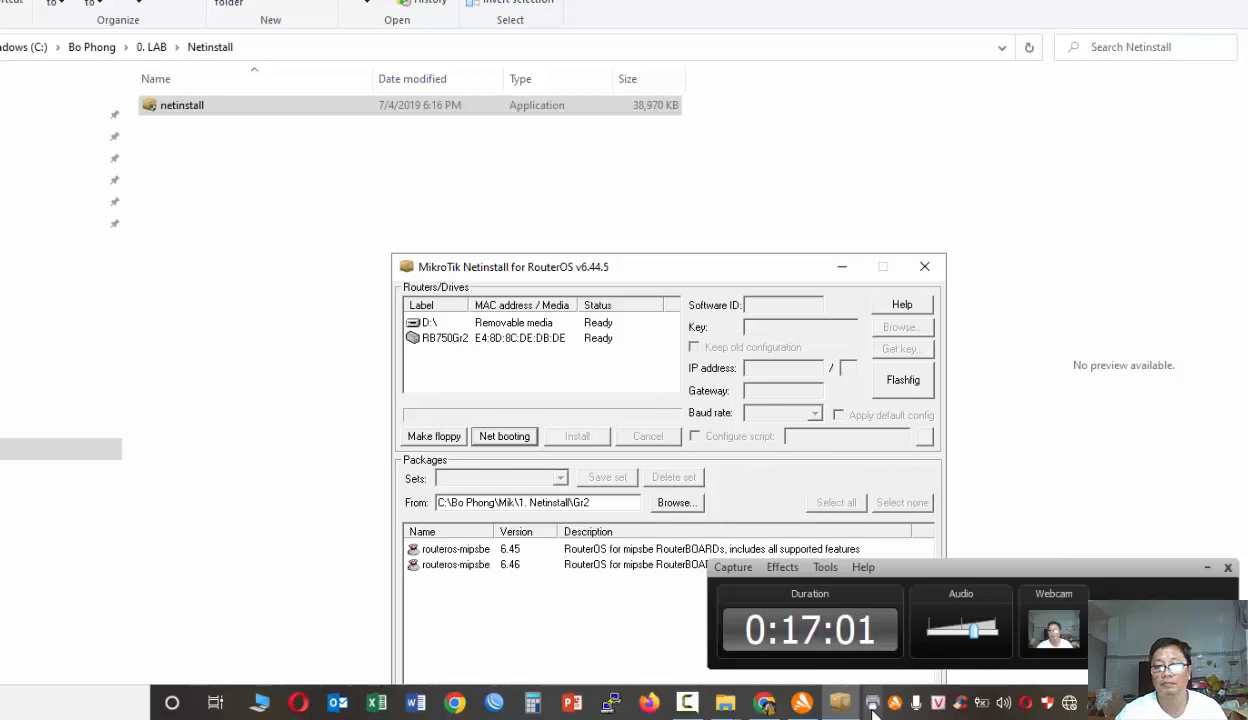 to
to
folder
History
Invert selection
Organize
New
Open
Select
dows (C:) > Bo Phong > 0. LAB > Netinstall
Search Netinstall
Name
Date modified
Type
Size
netinstall
7/4/2019 6:16 PM
Application
38,970 KB
No preview available.
MikroTik Netinstall for RouterOS v6.44.5
Routers/Drives
Label
MAC address / Media
Status
D:\
Removable media
Ready
RB750Gr2
E4:8D:8C:DE:DB:DE
Ready
Software ID:
Help
Key:
Browse...
Keep old configuration
Get key...
IP address:
/
Flashfig
Gateway:
Baud rate:
Apply default config
Make floppy
Net booting
Install
Cancel
Configure script:
Packages
Sets:
Save set
Delete set
From: C:\Bo Phong\Mik\1. Netinstall\Gr2
Browse...
Select all
Select none
Name
Version
Description
routeros-mipsbe
6.45
RouterOS for mipsbe RouterBOARDs, includes all supported features
routeros-mipsbe
6.46
RouterOS for mipsbe RouterBOA
Capture
Effects
Tools
Help
Duration
Audio
Webcam
0:17:01